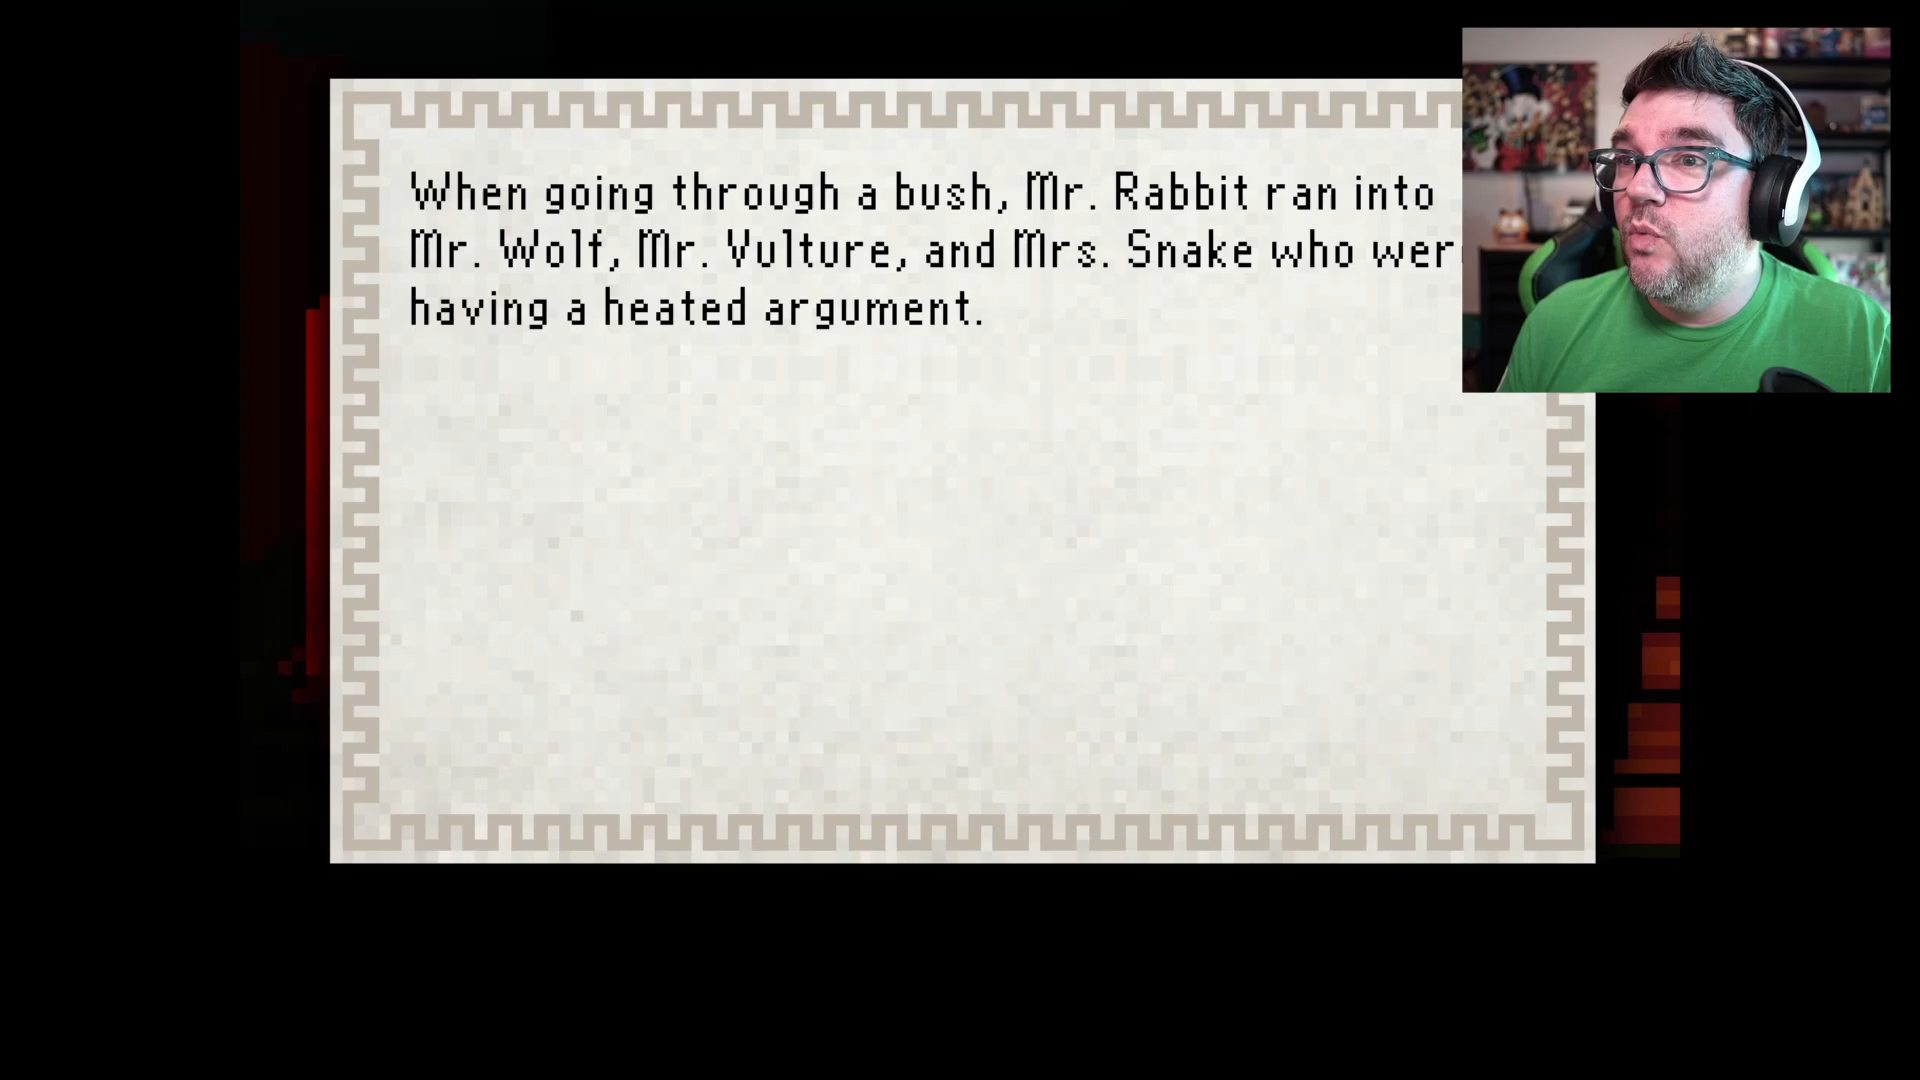 When going through a bush, Mr. Rabbit ran into
Mr. Wolf, Mr. Vulture, and Mrs. Snake who were
having a heated argument.